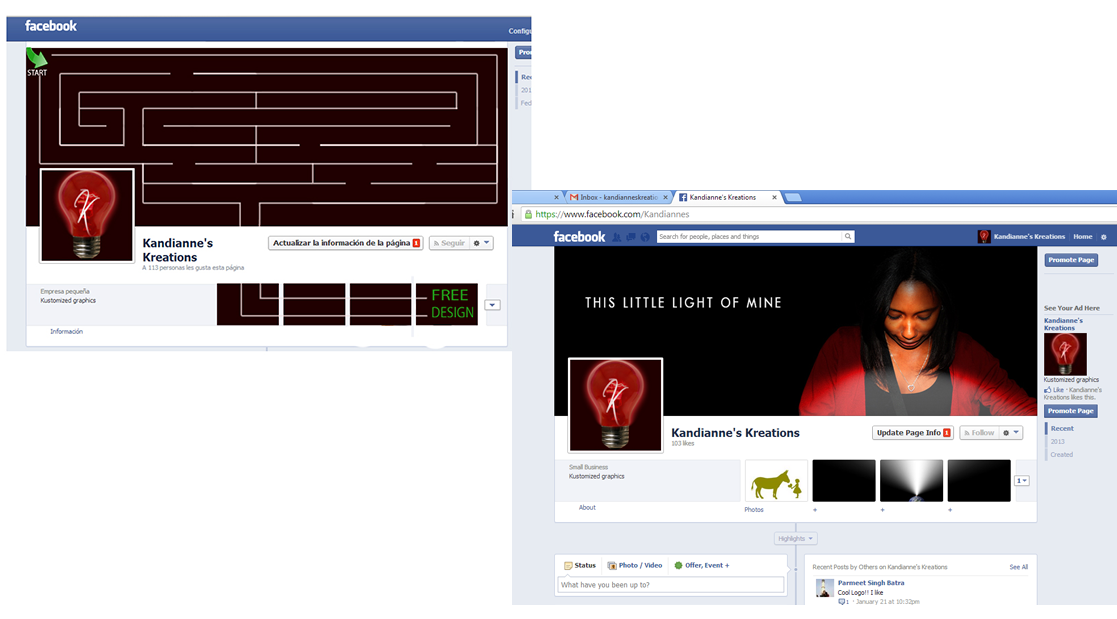 facebook
Configu
Pro
START
Rec
201
Fed
Kandianne's
Kreations
A 113 personas les gusta esta página
Actualizar la información de la página 1
Seguir
Empresa pequeña
Kustomized graphics
FREE
DESIGN
Información
Inbox - kandianneskreatic
Kandianne's Kreations
https://www.facebook.com/Kandiannes
facebook
Search for people, places and things
Kandianne's Kreations
Home
Promote Page
THIS LITTLE LIGHT OF MINE
See Your Ad Here
Kandianne's
Kreations
Kustomized graphics
Like · Kandianne's
Kreations likes this.
Promote Page
Recent
2013
Created
Kandianne's Kreations
103 likes
Update Page Info 1
Follow
Small Business
Kustomized graphics
About
Photos
+
+
+
1
Highlights
Status
Photo / Video
Offer, Event +
What have you been up to?
Recent Posts by Others on Kandianne's Kreations
See All
Parmeet Singh Batra
Cool Logo!! I like
1 · January 21 at 10:32pm